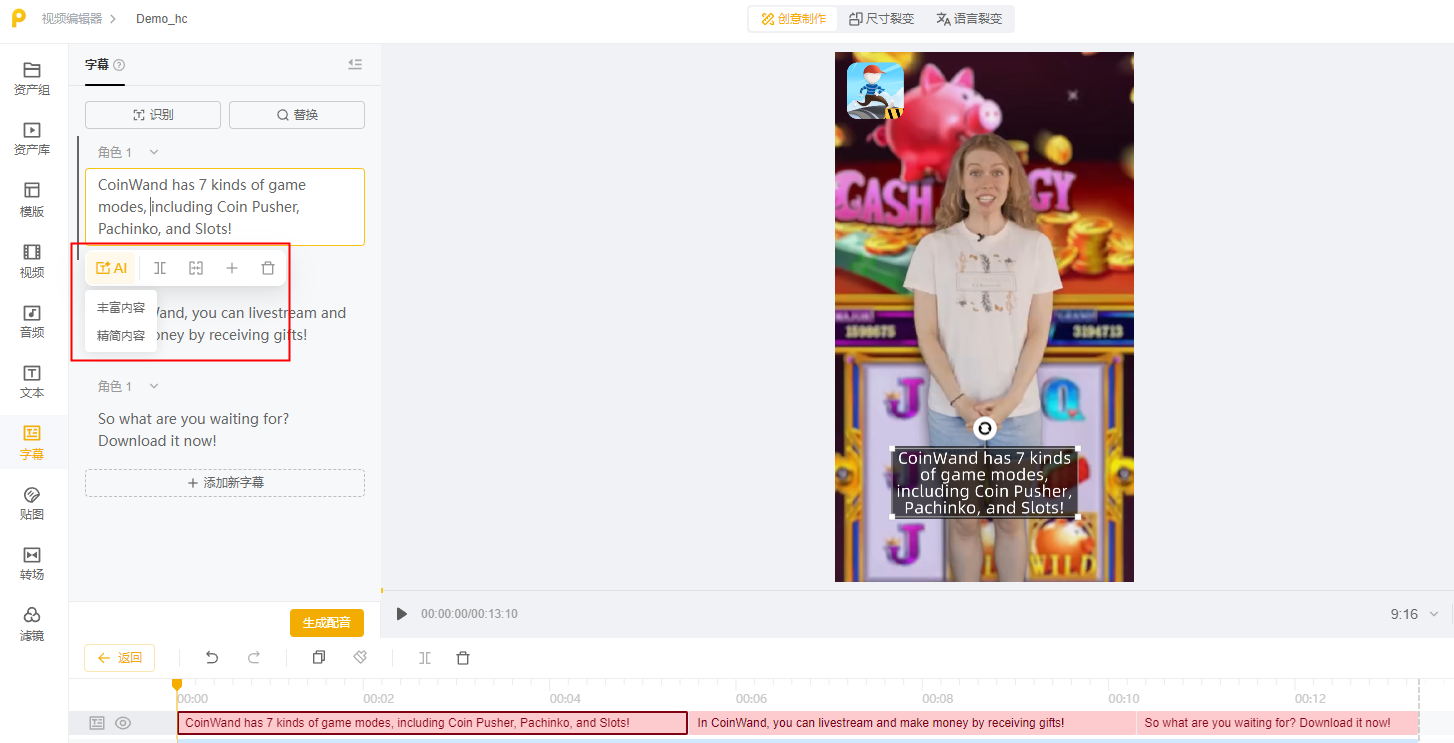 视频编辑器
Demo_hc
创意制作
尺寸裂变
语言裂变
资产组
资产库
模版
视频
音频
文本
字幕
贴图
转场
滤镜
字幕
识别
替换
角色 1
CoinWand has 7 kinds of game
modes, including Coin Pusher,
Pachinko, and Slots!
AI
丰富内容
精简内容
and, you can livestream and
oney by receiving gifts!
角色 1
So what are you waiting for?
Download it now!
添加新字幕
生成配音
CASH
GY
MAJOR
1598675
GRAND
3194713
J
Q
J
WILD
CoinWand has 7 kinds
of game modes,
including Coin Pusher,
Pachinko, and Slots!
00:00:00/00:13:10
9:16
返回
00:00
00:02
00:04
00:06
00:08
00:10
00:12
CoinWand has 7 kinds of game modes, including Coin Pusher, Pachinko, and Slots!
In CoinWand, you can livestream and make money by receiving gifts!
So what are you waiting for? Download it now!